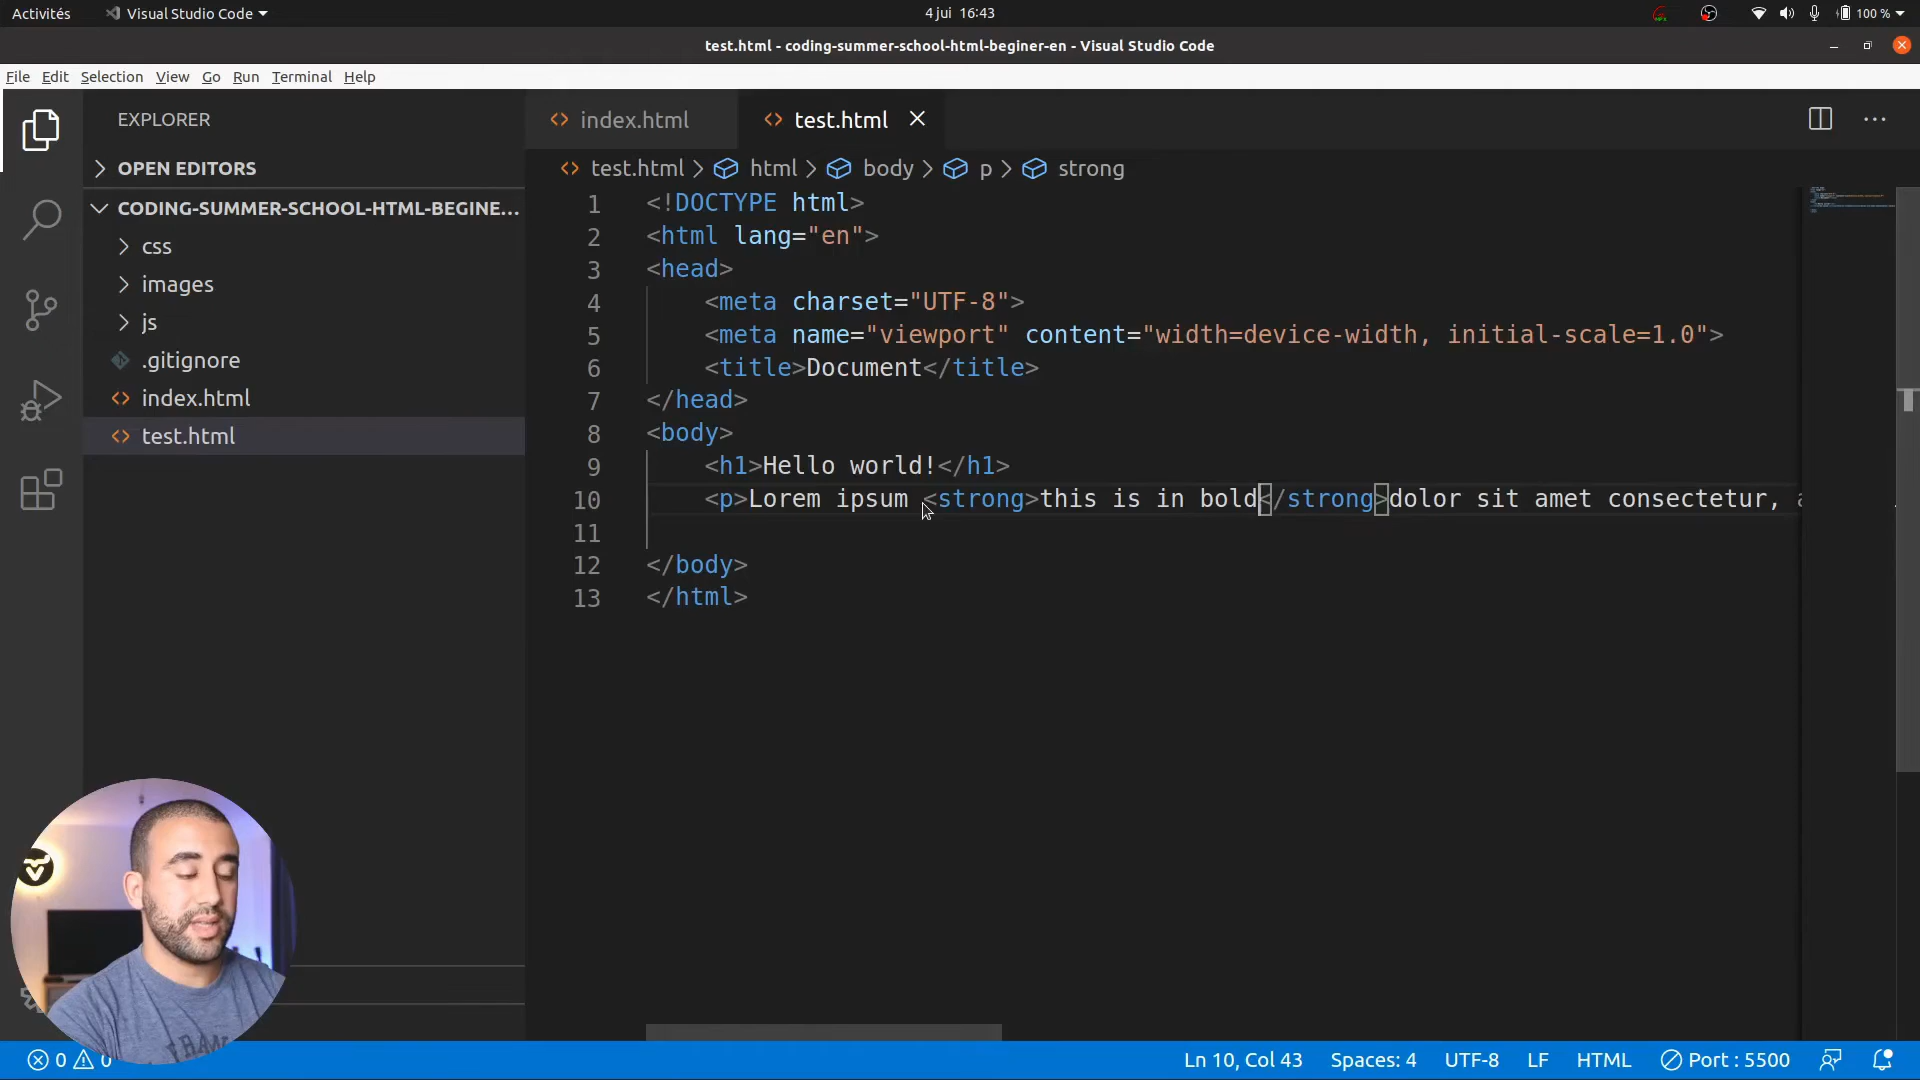 Activités
Visual Studio Code
4 jui 16:43
100 %
test.html - coding-summer-school-html-beginer-en - Visual Studio Code
File Edit Selection View Go Run Terminal Help
EXPLORER
OPEN EDITORS
CODING-SUMMER-SCHOOL-HTML-BEGINE...
css
images
js
.gitignore
index.html
test.html
index.html
test.html
test.html > html > body > p > strong
1 <!DOCTYPE html>
2 <html lang="en">
3 <head>
4 <meta charset="UTF-8">
5 <meta name="viewport" content="width=device-width, initial-scale=1.0">
6 <title>Document</title>
7 </head>
8 <body>
9 <h1>Hello world!</h1>
10 <p>Lorem ipsum <strong>this is in bold</strong>dolor sit amet consectetur,
11
12 </body>
13 </html>
0 0
Ln 10, Col 43 Spaces: 4 UTF-8 LF HTML Port : 5500